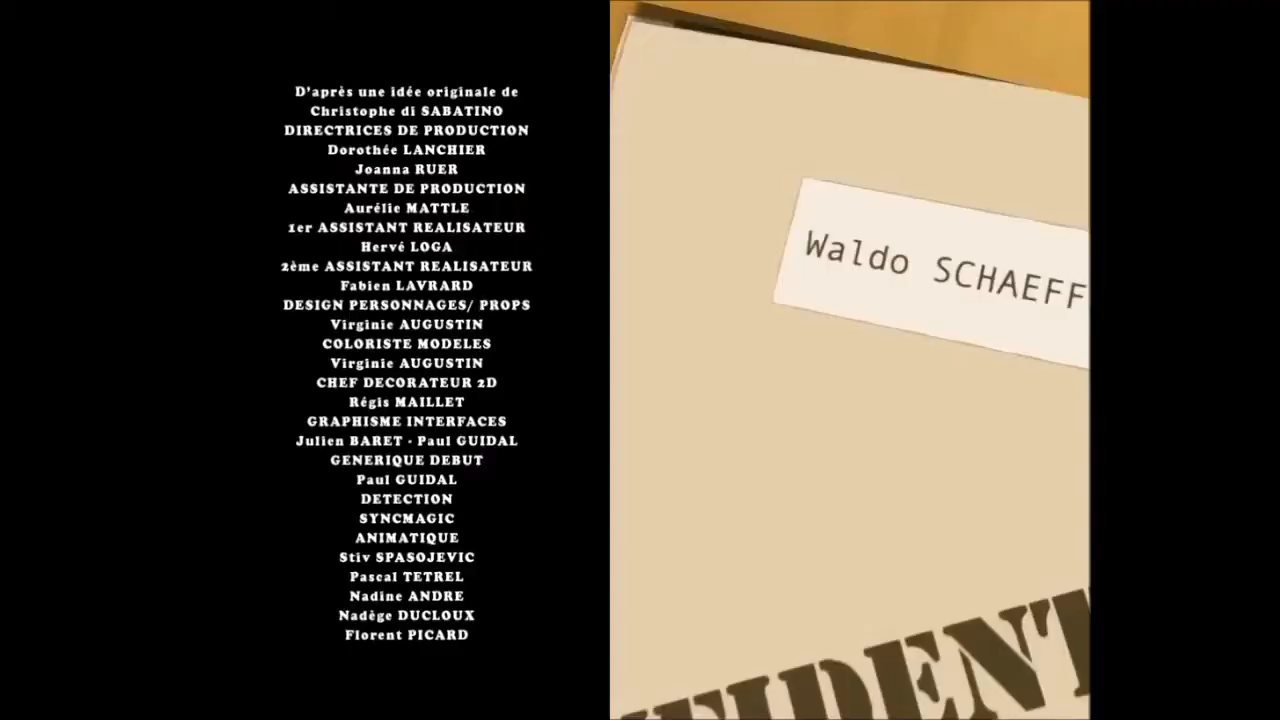 D'après une idée originale de
Christophe di SABATINO
DIRECTRICES DE PRODUCTION
Dorothée LANCHIER
Joanna RUER
ASSISTANTE DE PRODUCTION
Aurélie MATTLE
1er ASSISTANT REALISATEUR
Hervé LOGA
2ème ASSISTANT REALISATEUR
Fabien LAVRARD
DESIGN PERSONNAGES/ PROPS
Virginie AUGUSTIN
COLORISTE MODELES
Virginie AUGUSTIN
CHEF DECORATEUR 2D
Régis MAILLET
GRAPHISME INTERFACES
Julien BARET - Paul GUIDAL
GENERIQUE DEBUT
Paul GUIDAL
DETECTION
SYNCMAGIC
ANIMATIQUE
Stiv SPASOJEVIC
Pascal TETREL
Nadine ANDRE
Nadège DUCLOUX
Florent PICARD
Waldo SCHAEFF
FIDENT